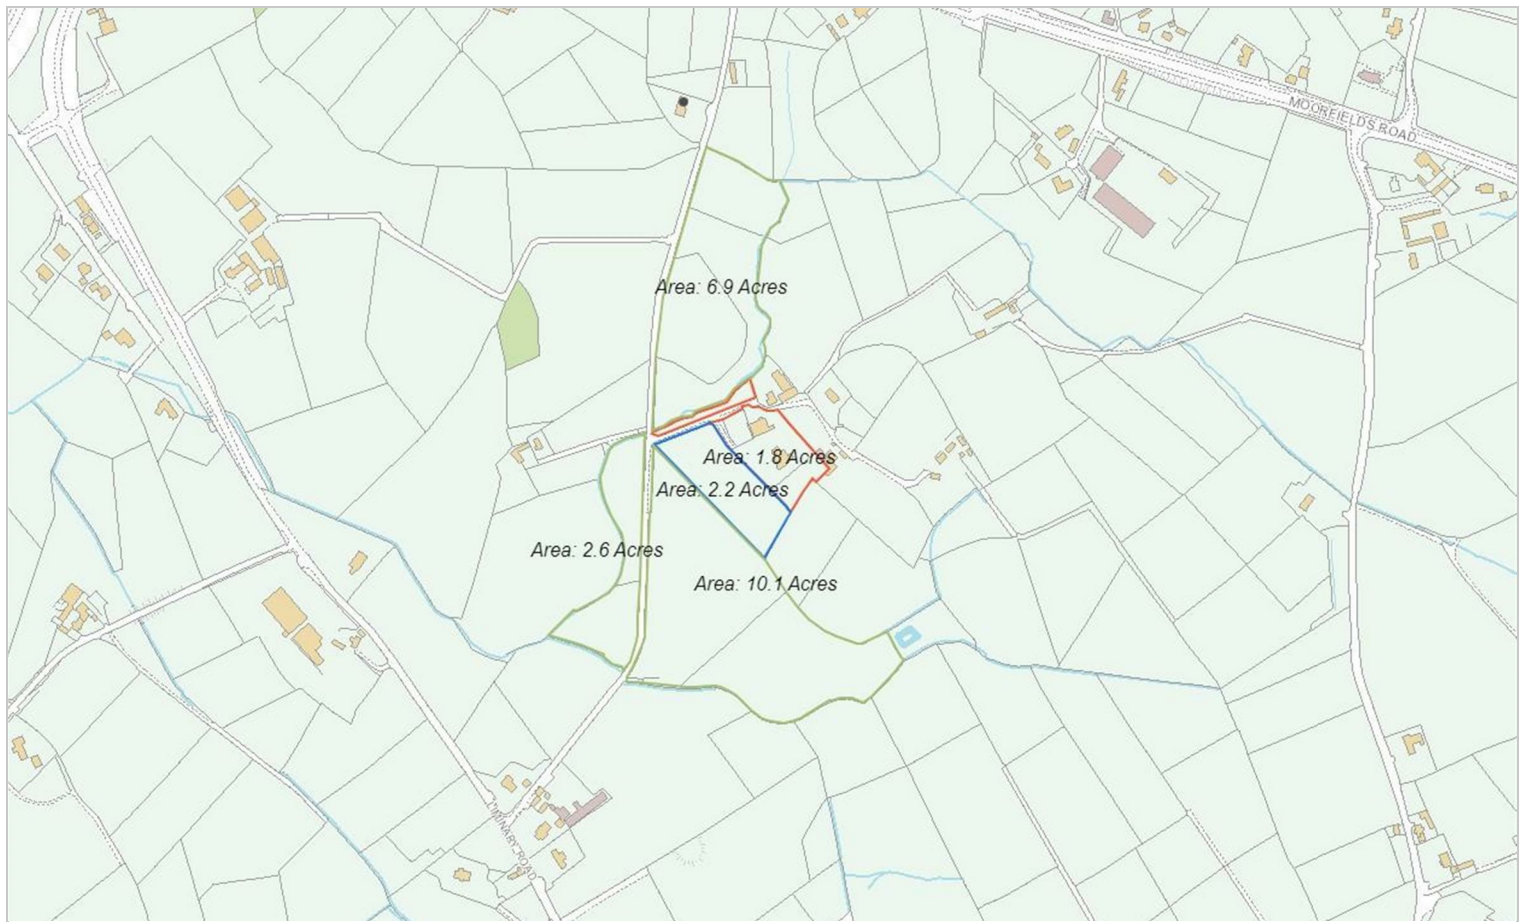 MOORFIELDS ROAD
Area: 6.9 Acres
Area: 1.8 Acres
Area: 2.2 Acres
Area: 2.6 Acres
Area: 10.1 Acres
ROAD